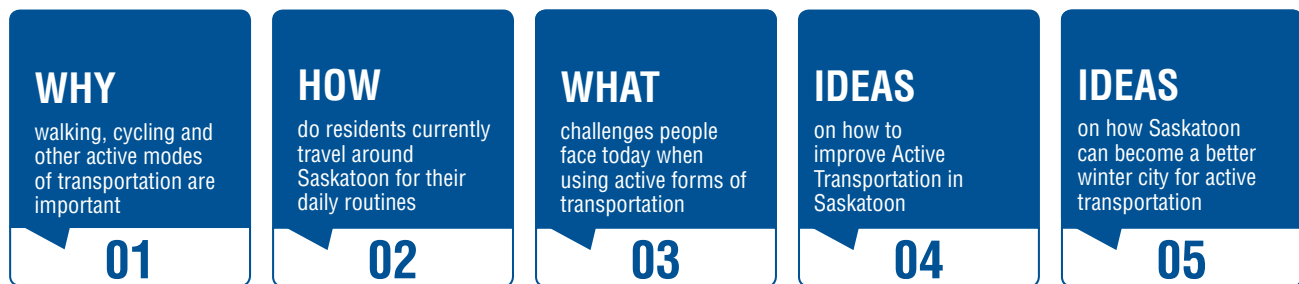 WHY
walking, cycling and
other active modes
of transportation are
important
01
HOW
do residents currently
travel around
Saskatoon for their
daily routines
02
WHAT
challenges people
face today when
using active forms of
transportation
03
IDEAS
on how to
improve Active
Transportation in
Saskatoon
04
IDEAS
on how Saskatoon
can become a better
winter city for active
transportation
05